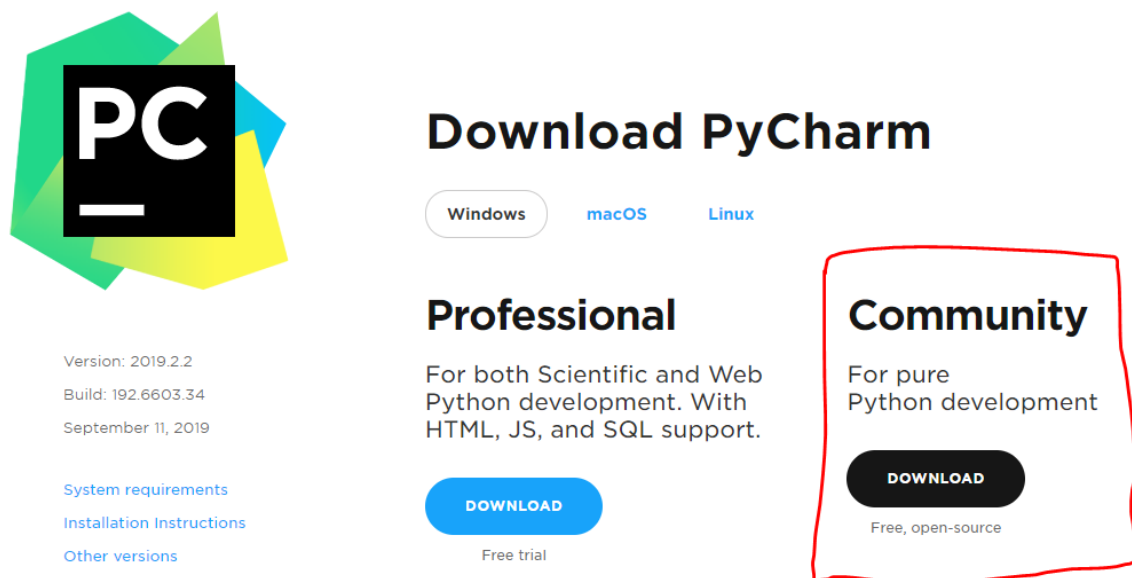 PC
Download PyCharm
Windows macOS Linux
Professional
For both Scientific and Web
Python development. With
HTML, JS, and SQL support.
DOWNLOAD
Free trial
Community
For pure
Python development
DOWNLOAD
Free, open-source
Version: 2019.2.2
Build: 192.6603.34
September 11, 2019
System requirements
Installation Instructions
Other versions